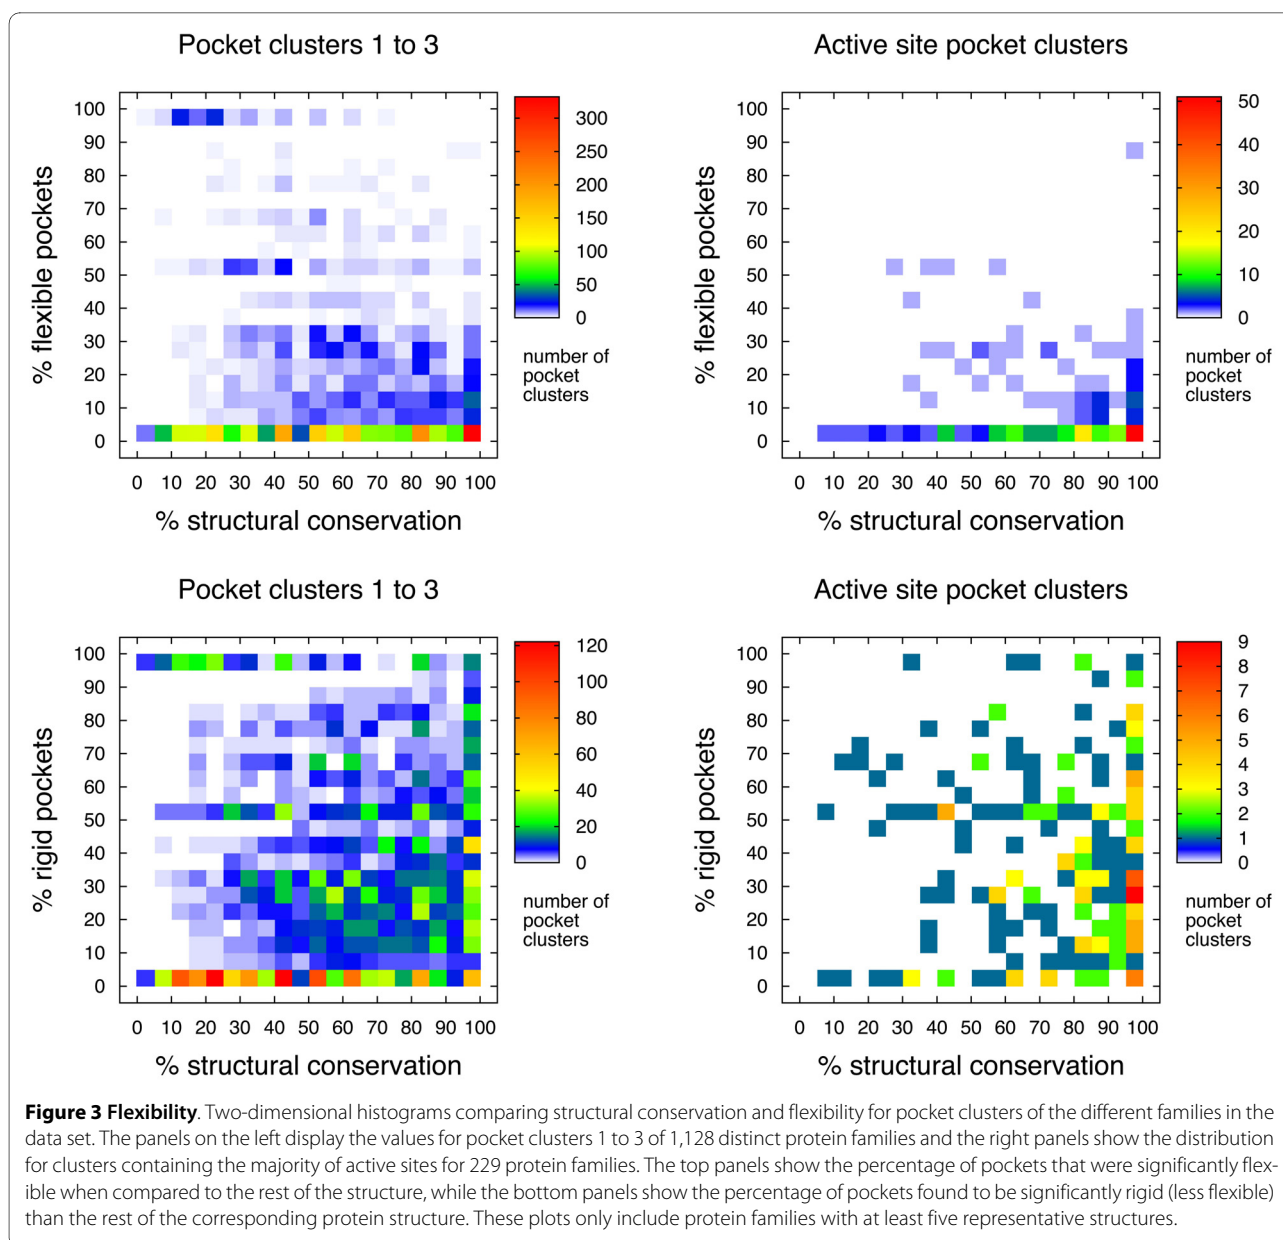 Pocket clusters 1 to 3
% flexible pockets
100
90
80
70
60
50
40
30
20
10
0
0 10 20 30 40 50 60 70 80 90 100
% structural conservation
300
250
200
150
100
50
0
number of
pocket
clusters
Active site pocket clusters
% flexible pockets
100
90
80
70
60
50
40
30
20
10
0
0 10 20 30 40 50 60 70 80 90 100
% structural conservation
50
40
30
20
10
0
number of
pocket
clusters
Pocket clusters 1 to 3
% rigid pockets
100
90
80
70
60
50
40
30
20
10
0
0 10 20 30 40 50 60 70 80 90 100
% structural conservation
120
100
80
60
40
20
0
number of
pocket
clusters
Active site pocket clusters
% rigid pockets
100
90
80
70
60
50
40
30
20
10
0
0 10 20 30 40 50 60 70 80 90 100
% structural conservation
9
8
7
6
5
4
3
2
1
0
number of
pocket
clusters
Figure 3 Flexibility. Two-dimensional histograms comparing structural conservation and flexibility for pocket clusters of the different families in the
data set. The panels on the left display the values for pocket clusters 1 to 3 of 1,128 distinct protein families and the right panels show the distribution
for clusters containing the majority of active sites for 229 protein families. The top panels show the percentage of pockets that were significantly flex-
ible when compared to the rest of the structure, while the bottom panels show the percentage of pockets found to be significantly rigid (less flexible)
than the rest of the corresponding protein structure. These plots only include protein families with at least five representative structures.